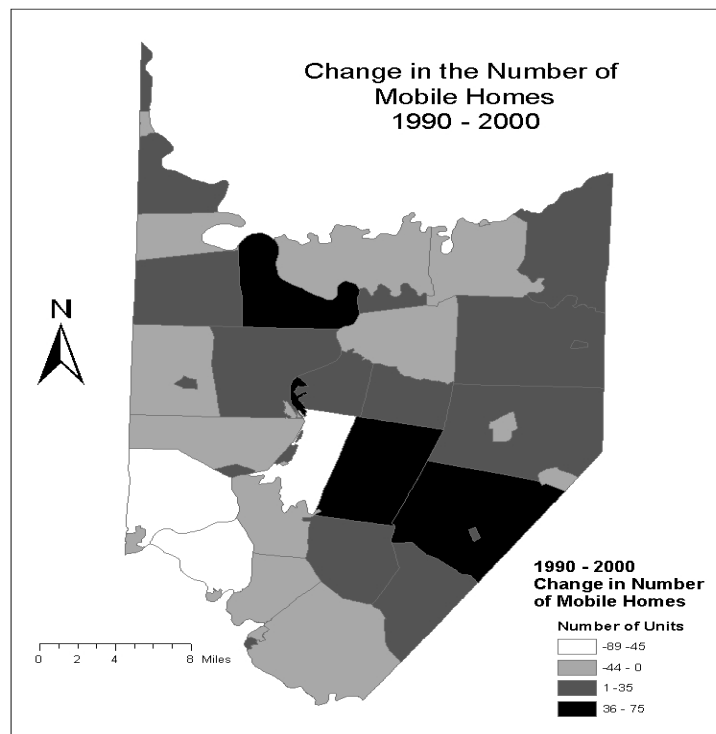 Change in the Number of
Mobile Homes
1990 - 2000
N
1990 - 2000
Change in Number
of Mobile Homes
Number of Units
-89 -45
-44 - 0
1 -35
36 - 75
0 2 4 8 Miles